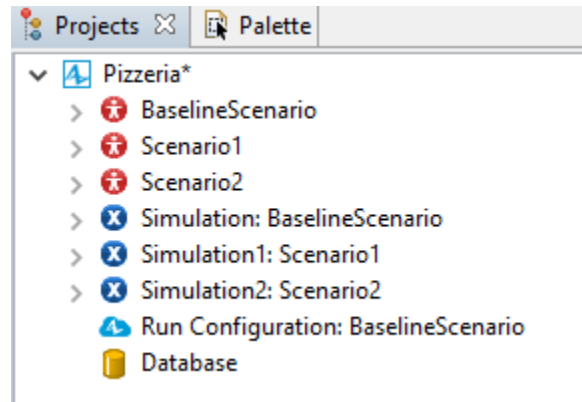 Projects Palette
Pizzeria*
BaselineScenario
Scenario1
Scenario2
Simulation: BaselineScenario
Simulation1: Scenario1
Simulation2: Scenario2
Run Configuration: BaselineScenario
Database